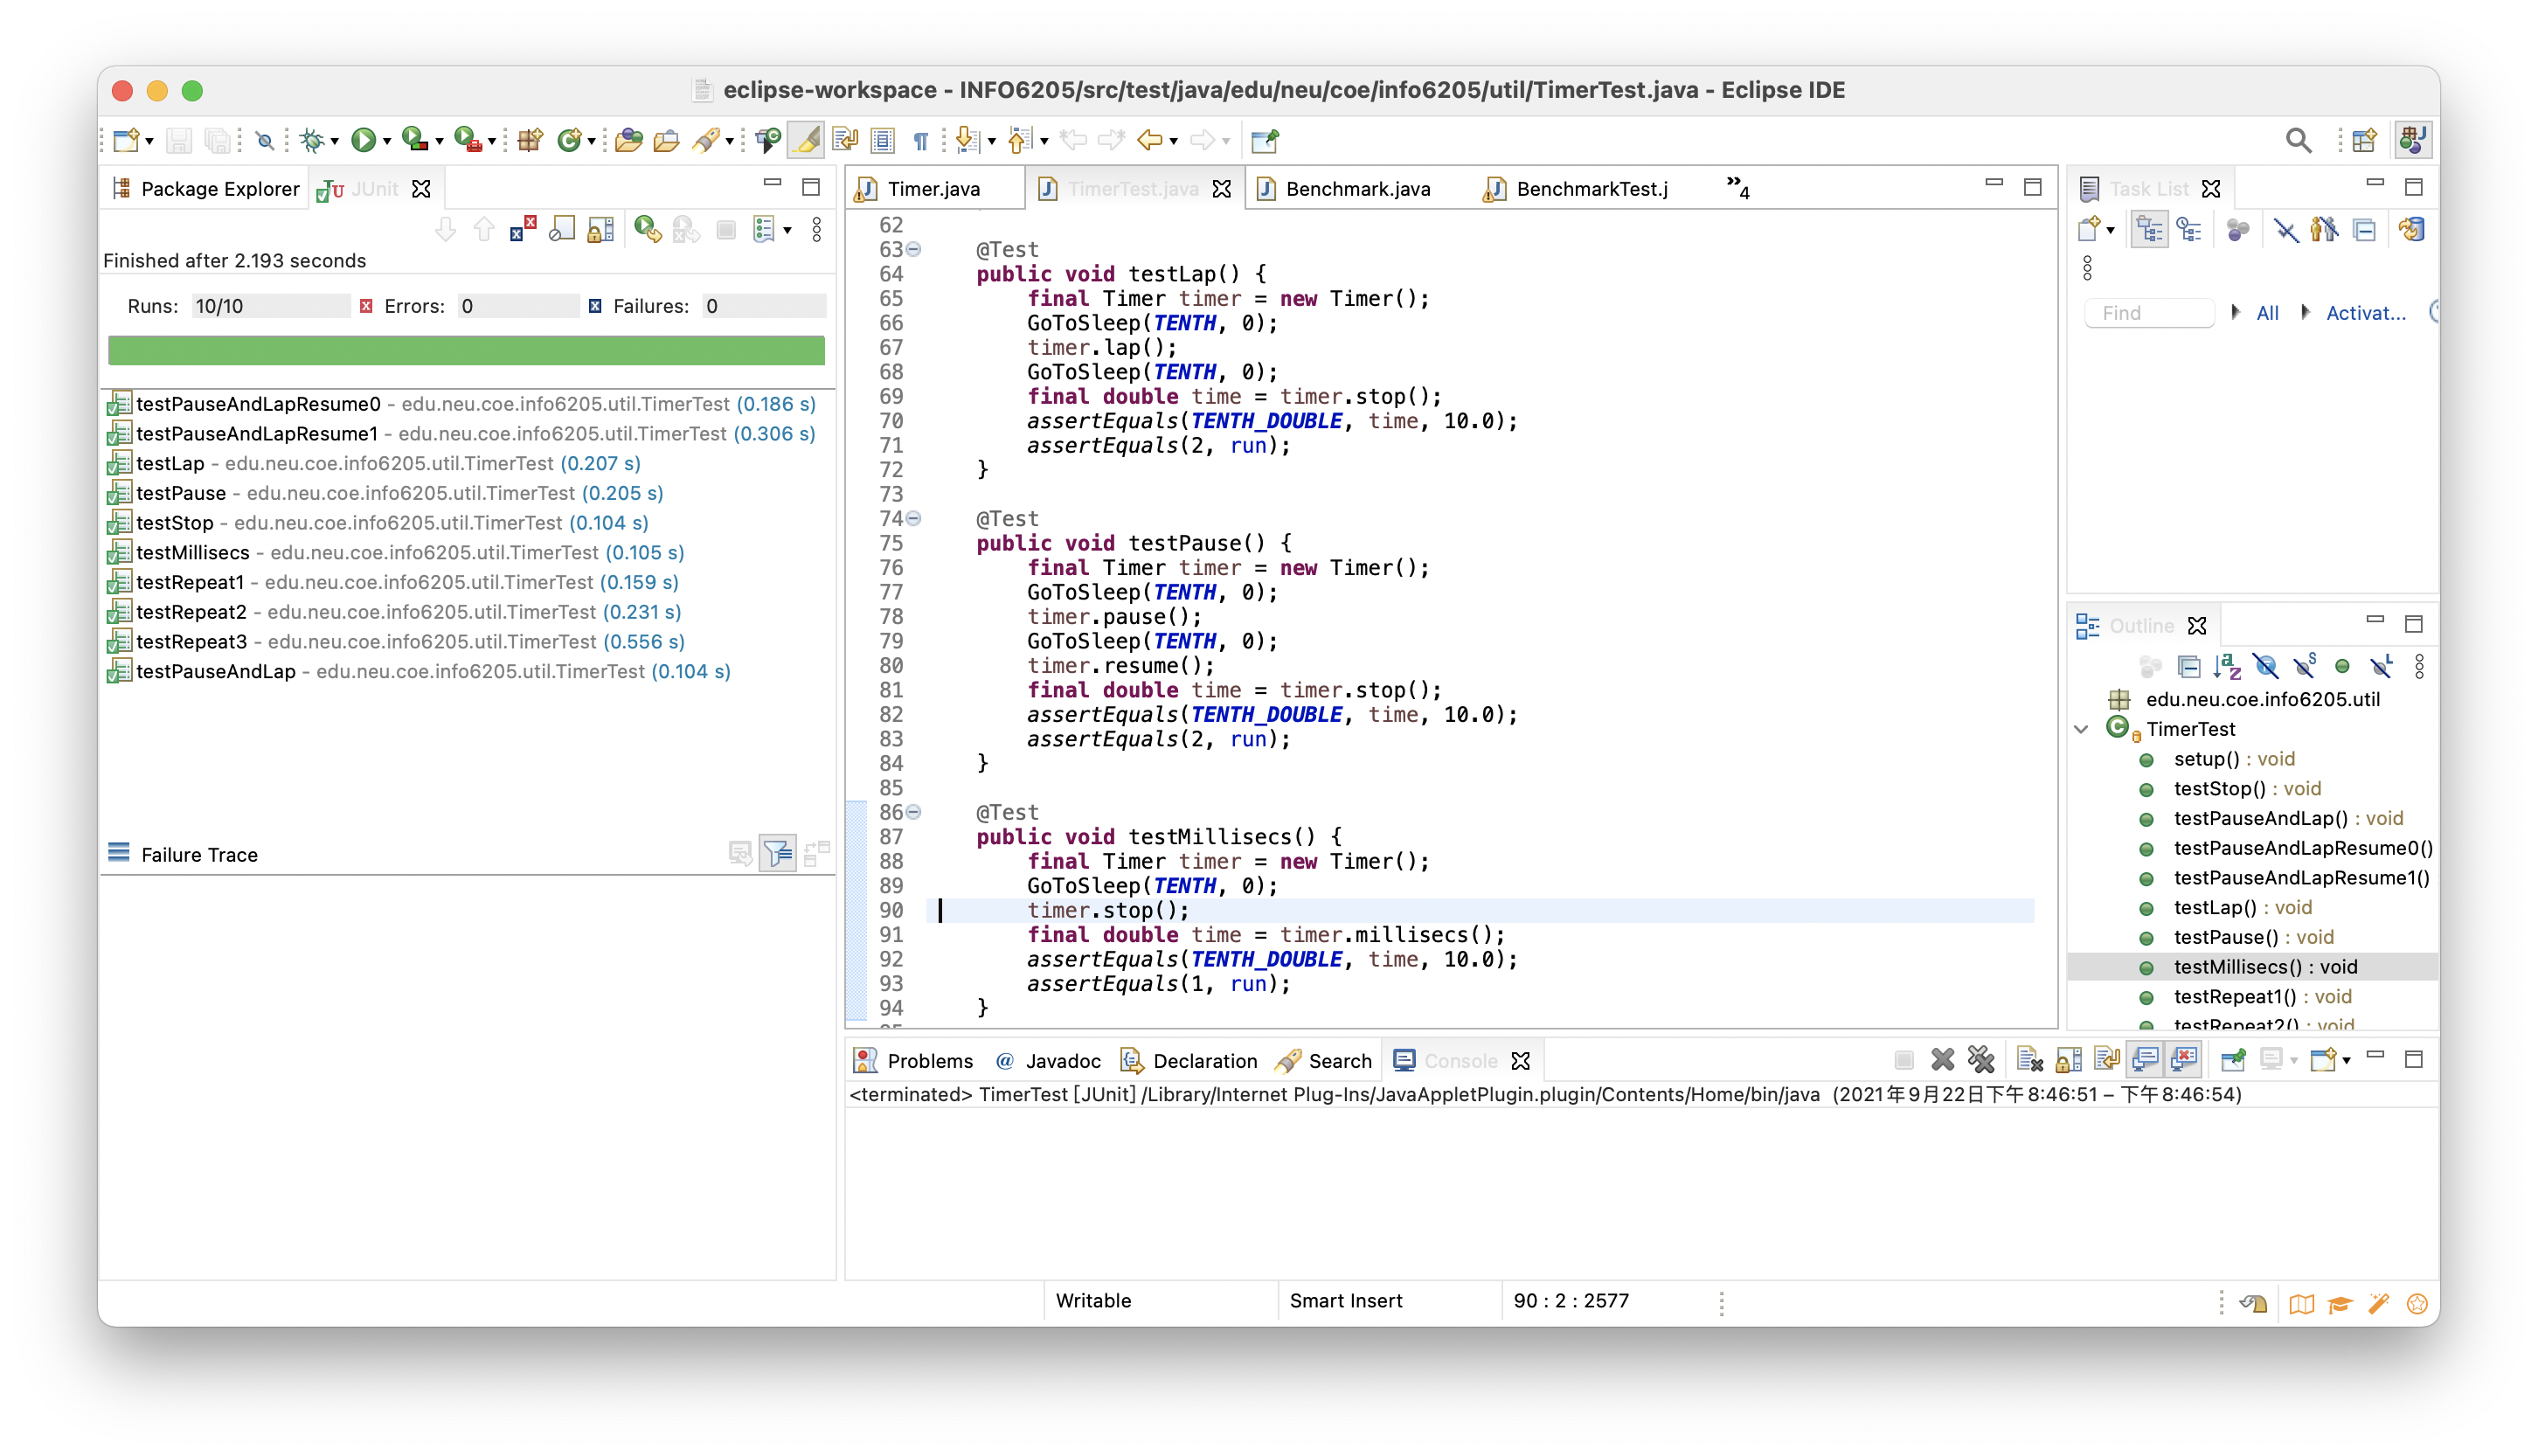 eclipse-workspace - INFO6205/src/test/java/edu/neu/coe/info6205/util/TimerTest.java - Eclipse IDE
Package Explorer
JUnit
Finished after 2.193 seconds
Runs: 10/10 Errors: 0 Failures: 0
testPauseAndLapResume0 - edu.neu.coe.info6205.util.TimerTest (0.186 s)
testPauseAndLapResume1 - edu.neu.coe.info6205.util.TimerTest (0.306 s)
testLap - edu.neu.coe.info6205.util.TimerTest (0.207 s)
testPause - edu.neu.coe.info6205.util.TimerTest (0.205 s)
testStop - edu.neu.coe.info6205.util.TimerTest (0.104 s)
testMillisecs - edu.neu.coe.info6205.util.TimerTest (0.105 s)
testRepeat1 - edu.neu.coe.info6205.util.TimerTest (0.159 s)
testRepeat2 - edu.neu.coe.info6205.util.TimerTest (0.231 s)
testRepeat3 - edu.neu.coe.info6205.util.TimerTest (0.556 s)
testPauseAndLap - edu.neu.coe.info6205.util.TimerTest (0.104 s)
Failure Trace
Timer.java TimerTest.java Benchmark.java BenchmarkTest.j »4
62
63 @Test
64 public void testLap() {
65 final Timer timer = new Timer();
66 GoToSleep(TENTH, 0);
67 timer.lap();
68 GoToSleep(TENTH, 0);
69 final double time = timer.stop();
70 assertEquals(TENTH_DOUBLE, time, 10.0);
71 assertEquals(2, run);
72 }
73
74 @Test
75 public void testPause() {
76 final Timer timer = new Timer();
77 GoToSleep(TENTH, 0);
78 timer.pause();
79 GoToSleep(TENTH, 0);
80 timer.resume();
81 final double time = timer.stop();
82 assertEquals(TENTH_DOUBLE, time, 10.0);
83 assertEquals(2, run);
84 }
85
86 @Test
87 public void testMillisecs() {
88 final Timer timer = new Timer();
89 GoToSleep(TENTH, 0);
90 timer.stop();
91 final double time = timer.millisecs();
92 assertEquals(TENTH_DOUBLE, time, 10.0);
93 assertEquals(1, run);
94 }
Task List
Find All Activat...
Outline
edu.neu.coe.info6205.util
TimerTest
setup() : void
testStop() : void
testPauseAndLap() : void
testPauseAndLapResume0()
testPauseAndLapResume1()
testLap() : void
testPause() : void
testMillisecs() : void
testRepeat1() : void
testRepeat2() : void
Problems @ Javadoc Declaration Search Console
<terminated> TimerTest [JUnit] /Library/Internet Plug-Ins/JavaAppletPlugin.plugin/Contents/Home/bin/java (2021年9月22日下午8:46:51 – 下午8:46:54)
Writable Smart Insert 90 : 2 : 2577